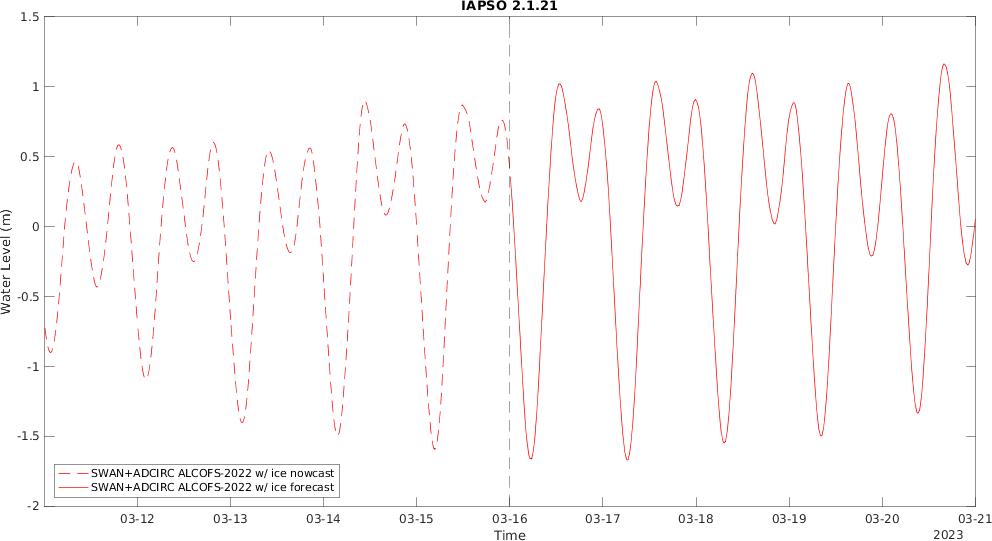 IAPSO 2.1.21
1.5
1
0.5
0
-0.5
-1
-1.5
-2
Water Level (m)
SWAN+ADCIRC ALCOFS-2022 w/ ice nowcast
SWAN+ADCIRC ALCOFS-2022 w/ ice forecast
03-12 03-13 03-14 03-15 03-16 03-17 03-18 03-19 03-20 03-21
Time
2023